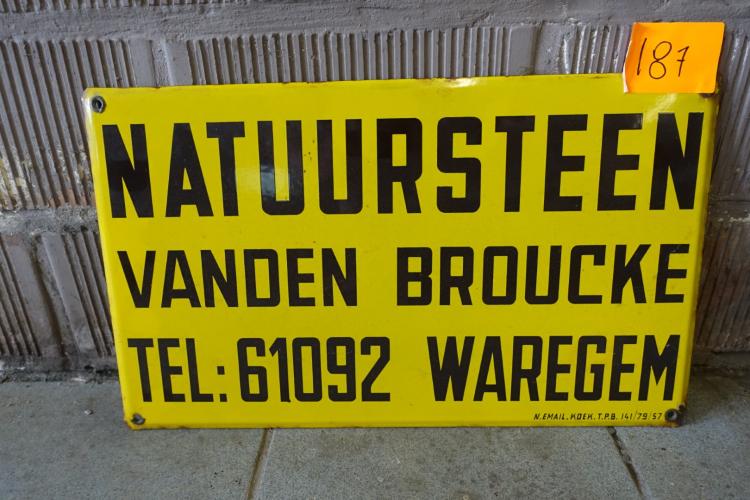 187
NATUURSTEEN
VANDEN BROUCKE
TEL: 61092 WAREGEM
N.EMAIL.KOEK.T.P.B. 141/79/57